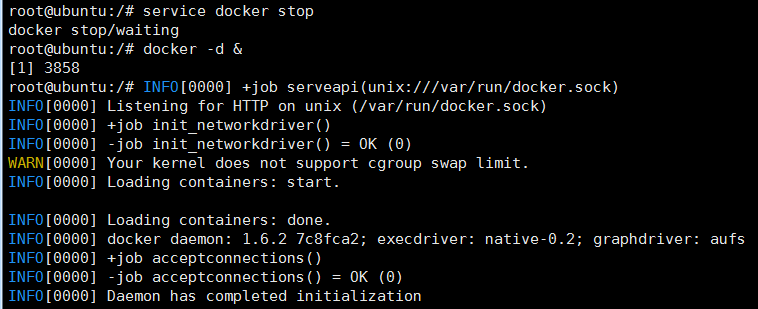 root@ubuntu:/# service docker stop
docker stop/waiting
root@ubuntu:/# docker -d &
[1] 3858
root@ubuntu:/# INFO[0000] +job serveapi(unix:///var/run/docker.sock)
INFO[0000] Listening for HTTP on unix (/var/run/docker.sock)
INFO[0000] +job init_networkdriver()
INFO[0000] -job init_networkdriver() = OK (0)
WARN[0000] Your kernel does not support cgroup swap limit.
INFO[0000] Loading containers: start.

INFO[0000] Loading containers: done.
INFO[0000] docker daemon: 1.6.2 7c8fca2; execdriver: native-0.2; graphdriver: aufs
INFO[0000] +job acceptconnections()
INFO[0000] -job acceptconnections() = OK (0)
INFO[0000] Daemon has completed initialization